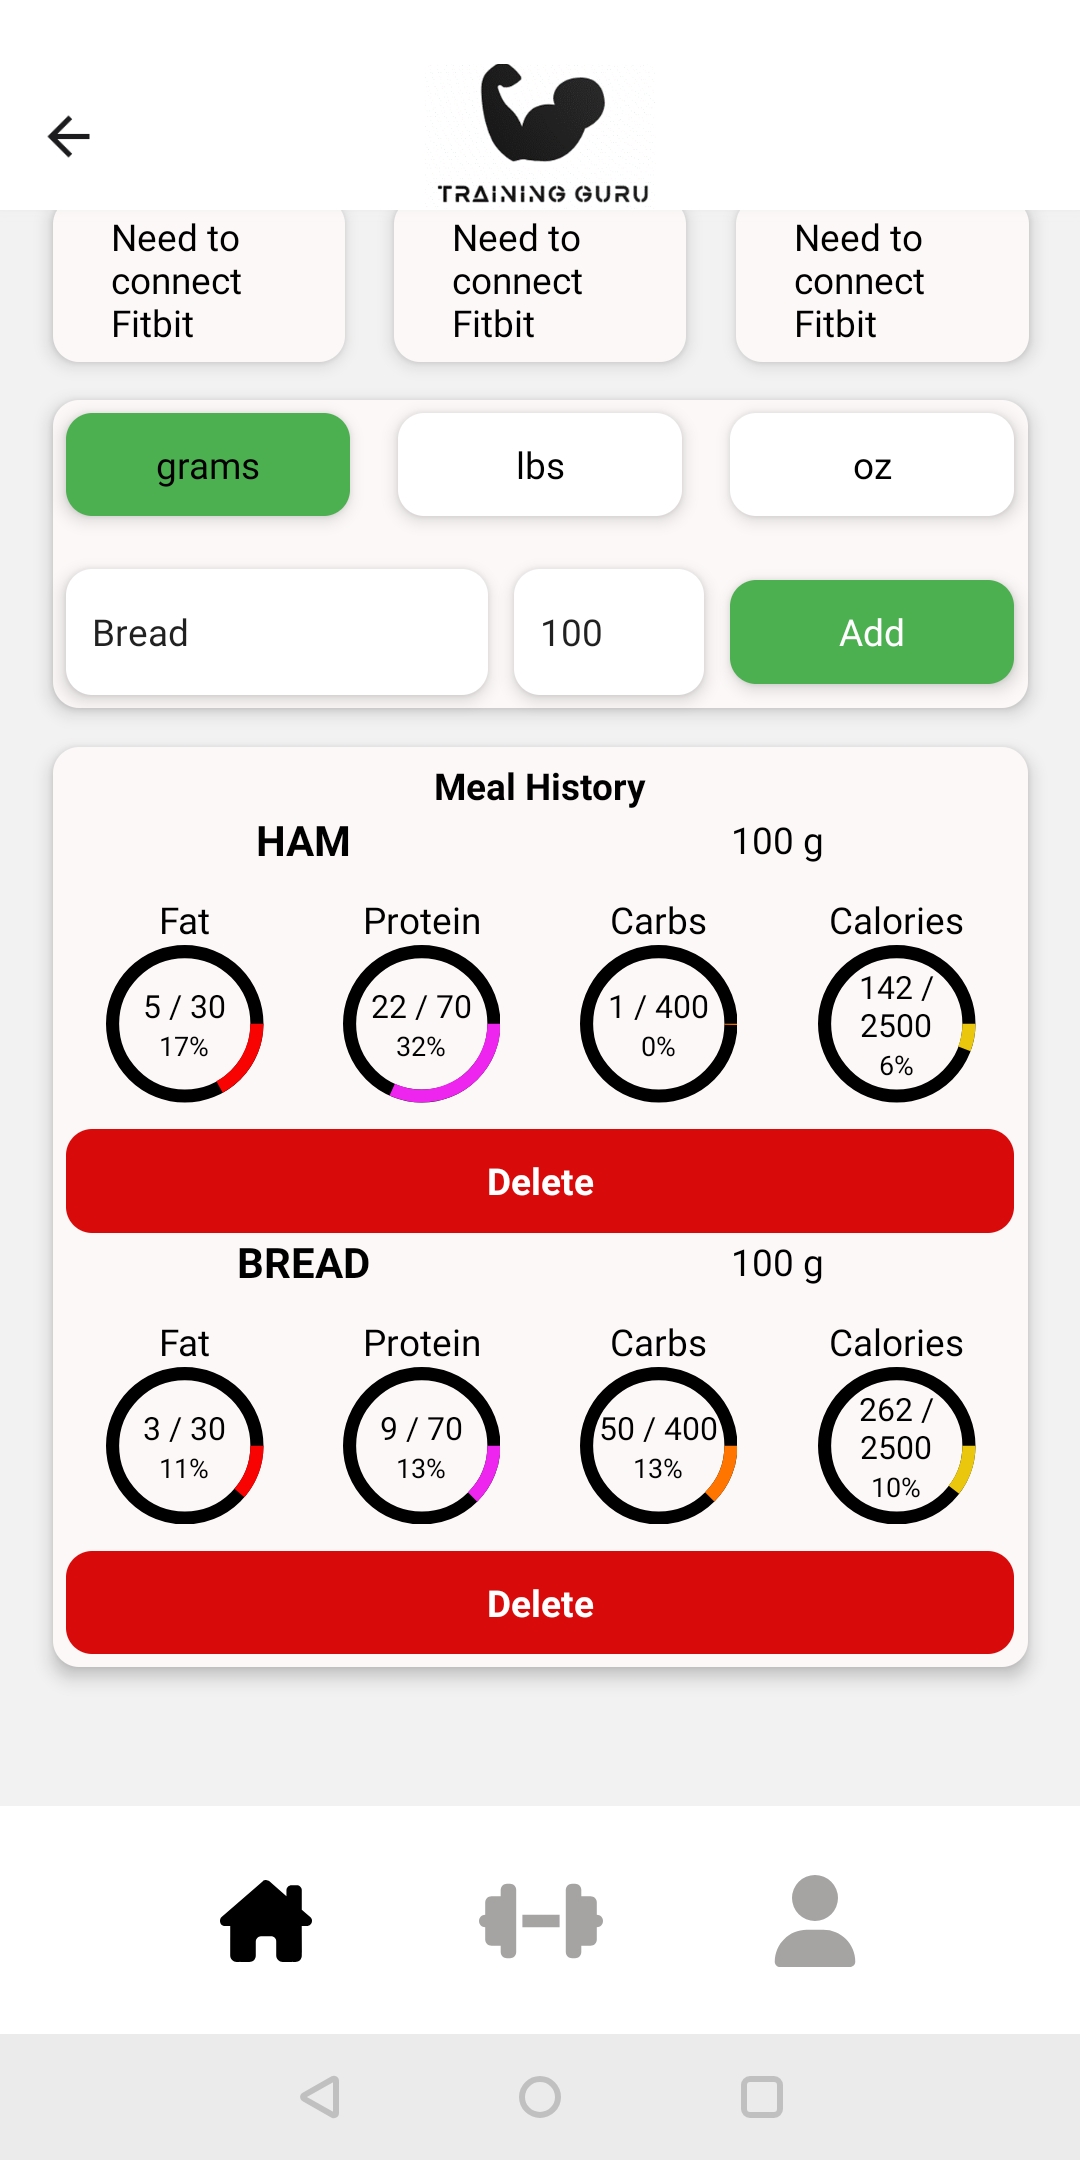 TRAINING GURU
Need to connect Fitbit
Need to connect Fitbit
Need to connect Fitbit
grams
lbs
oz
Bread
100
Add
Meal History
HAM
100 g
Fat
Protein
Carbs
Calories
5 / 30
17%
22 / 70
32%
1 / 400
0%
142 /
2500
6%
Delete
BREAD
100 g
Fat
Protein
Carbs
Calories
3 / 30
11%
9 / 70
13%
50 / 400
13%
262 /
2500
10%
Delete